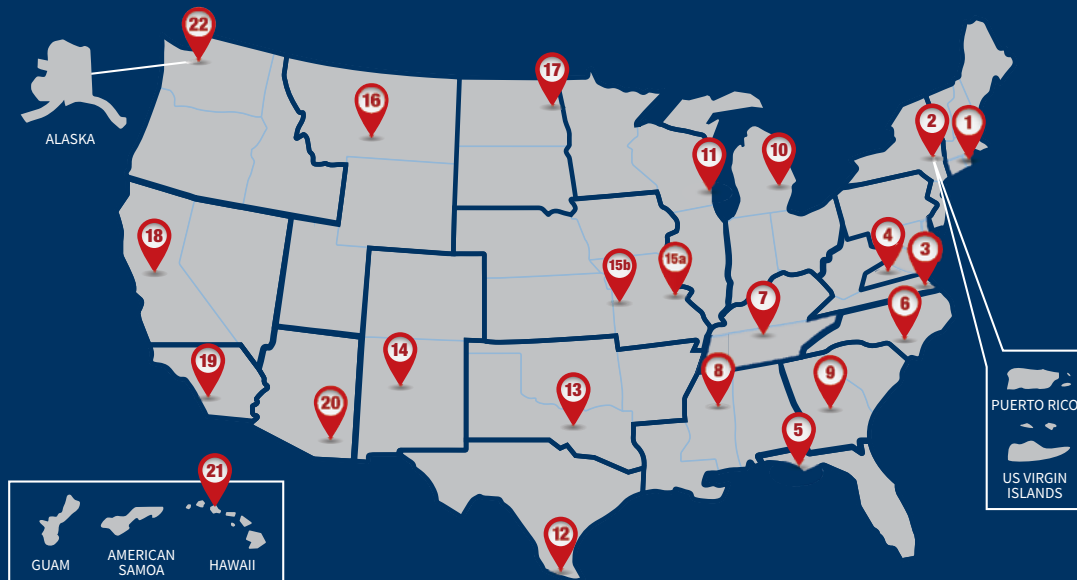 22
17
16
ALASKA
2
1
11
10
18
4
3
15b
15a
7
6
19
14
8
9
20
13
5
PUERTO RICO
21
US VIRGIN
ISLANDS
12
GUAM
AMERICAN
SAMOA
HAWAII